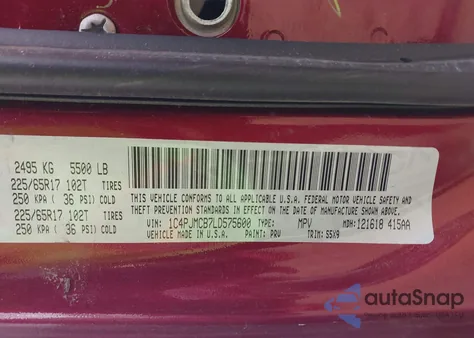 2495 KG 5500 LB
225/65R17 102T TIRES
250 KPA ( 36 PSI) COLD
225/65R17 102T TIRES
250 KPA ( 36 PSI) COLD
THIS VEHICLE CONFORMS TO ALL APPLICABLE U.S.A. FEDERAL MOTOR VEHICLE SAFETY AND
THEFT PREVENTION STANDARDS IN EFFECT ON THE DATE OF MANUFACTURE SHOWN ABOVE.
VIN: 1C4PJMCB7LD575600 TYPE: MPV MDH: 121618 415AA
VEHICLE MADE IN U.S.A. PAINT: PRV TRIM: S5X9
autoSnap